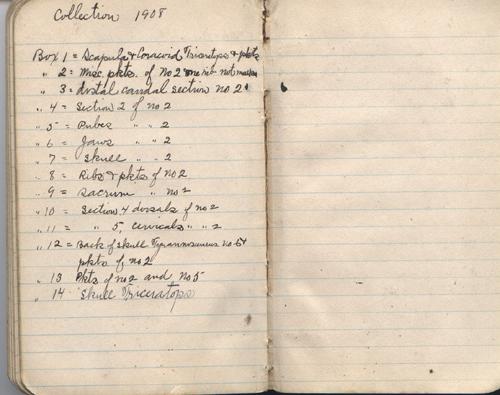 Collection 1908
Box 1 = Scapula & Coracoid Triceratops & pkts
" 2 = Misc. pkts. of No 2 one rib not
" 3 = distal caudal section no 2
" 4 = Section 2 of no 2
" 5 = Pubes " " 2
" 6 = Jaws " " 2
" 7 = Skull " " 2
" 8 = Ribs & pkts of no 2
" 9 = Sacrum " no 2
" 10 = Section 4 dorsals of no 2
" 11 = " 5, cervicals " " 2
" 12 = Back of Skull Tyrannosaurus no
pkts of no 2
" 13 Pkts of no 2 and no 5
" 14 Skull Triceratops